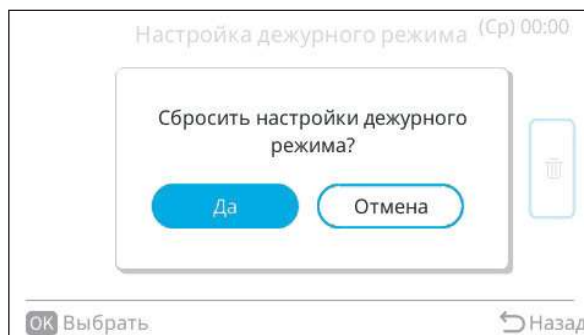 Настройка дежурного режима (Ср) 00:00
Сбросить настройки дежурного
режима?
Да Отмена
OK Выбрать Назад